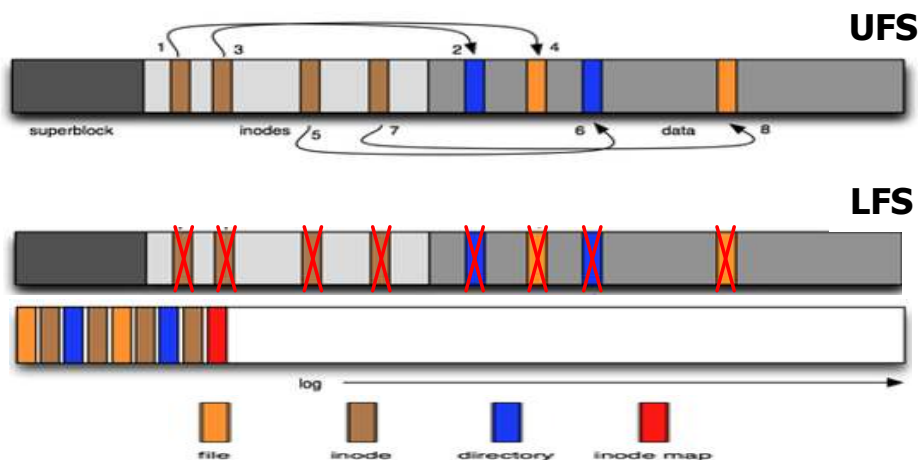 UFS
1 3 2 4
superblock inodes 5 7 6 data 8
LFS
log
file inode directory inode map